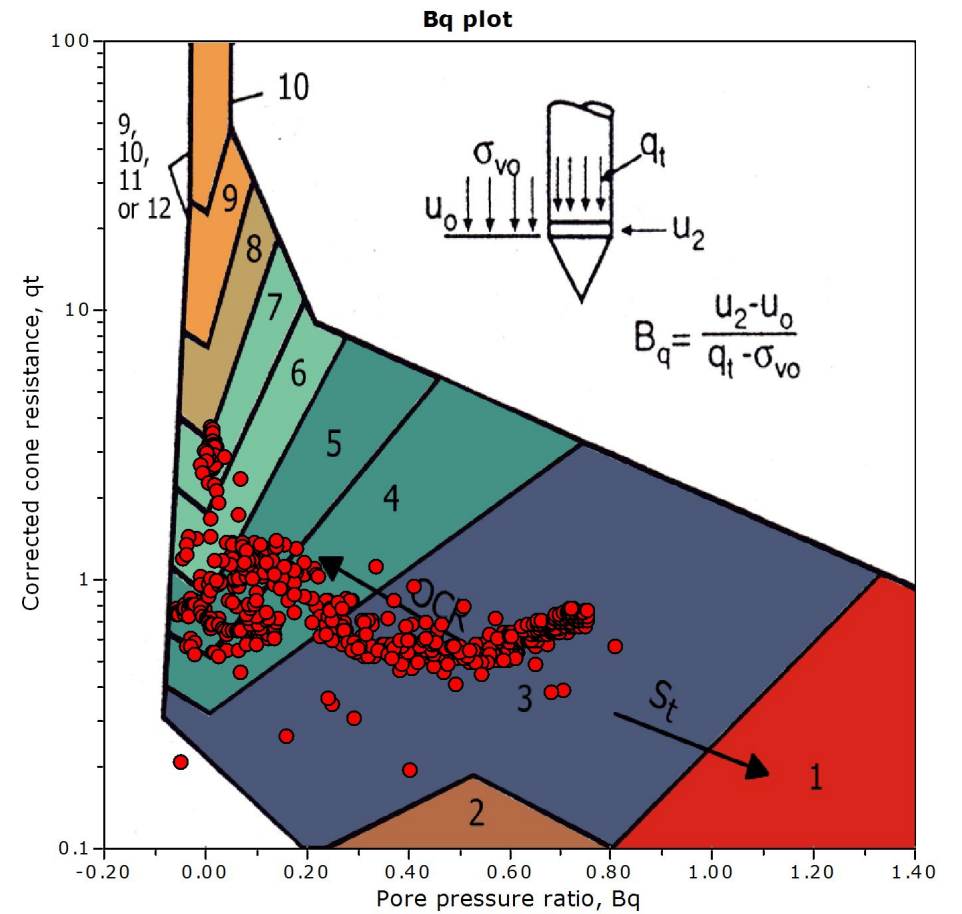 Bq plot
100
10
1
0.1
Corrected cone resistance, qt
-0.20
0.00
0.20
0.40
0.60
0.80
1.00
1.20
1.40
Pore pressure ratio, Bq
10
9,
10,
11
or 12
9
8
7
6
5
4
3
2
1
OCR
St
σvo
qt
uo
u2
Bq= u2-uo
qt -σvo